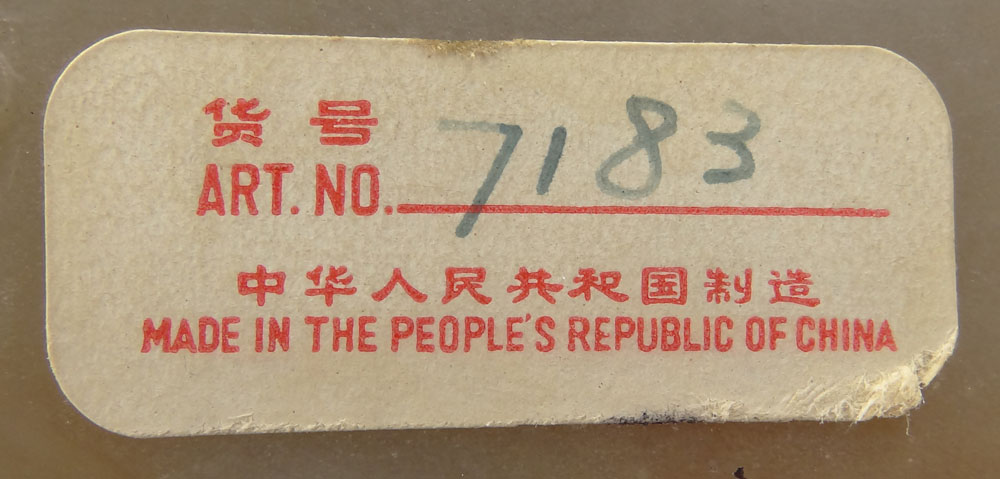 货号
ART. NO. 7183
中华人民共和国制造
MADE IN THE PEOPLE'S REPUBLIC OF CHINA